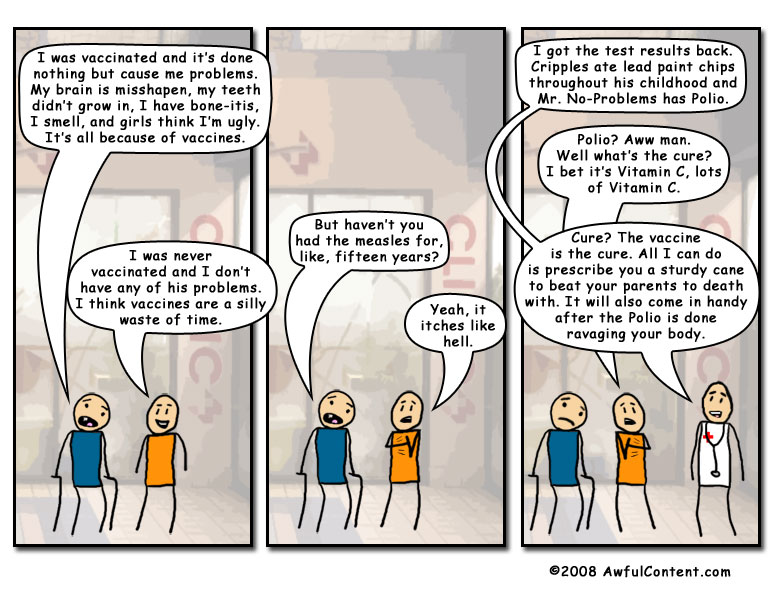 I was vaccinated and it's done
nothing but cause me problems.
My brain is misshapen, my teeth
didn't grow in, I have bone-itis,
I smell, and girls think I'm ugly.
It's all because of vaccines.
I was never
vaccinated and I don't
have any of his problems.
I think vaccines are a silly
waste of time.
CLINIC
But haven't you
had the measles for,
like, fifteen years?
Yeah, it
itches like
hell.
CLINIC
I got the test results back.
Cripples ate lead paint chips
throughout his childhood and
Mr. No-Problems has Polio.
Polio? Aww man.
Well what's the cure?
I bet it's Vitamin C, lots
of Vitamin C.
Cure? The vaccine
is the cure. All I can do
is prescribe you a sturdy cane
to beat your parents to death
with. It will also come in handy
after the Polio is done
ravaging your body.
©2008 AwfulContent.com